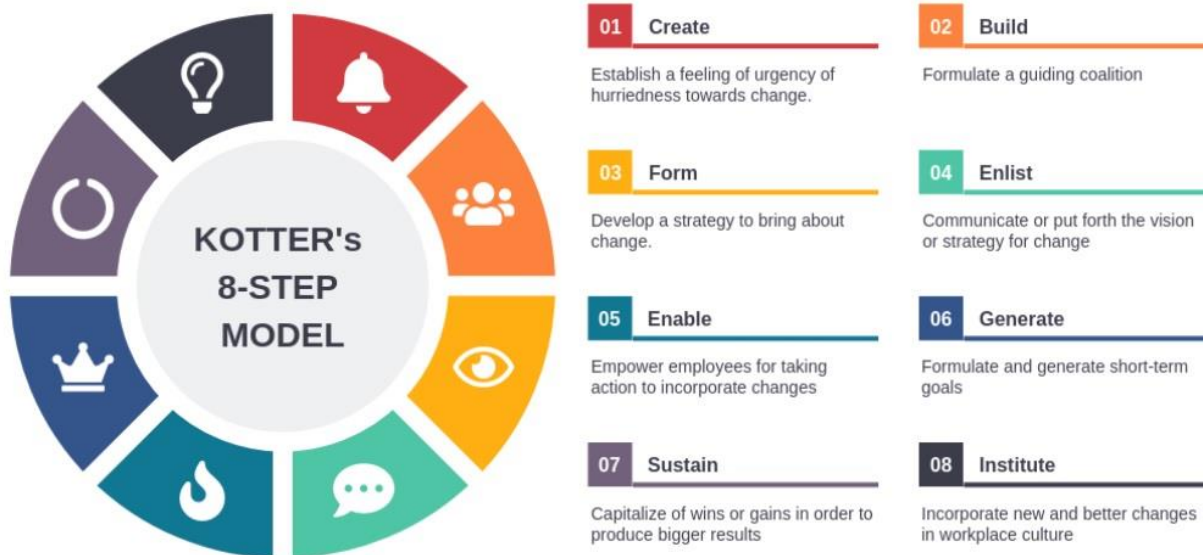 KOTTER's
8-STEP
MODEL
01 Create
Establish a feeling of urgency of
hurriedness towards change.
02 Build
Formulate a guiding coalition
03 Form
Develop a strategy to bring about
change.
04 Enlist
Communicate or put forth the vision
or strategy for change
05 Enable
Empower employees for taking
action to incorporate changes
06 Generate
Formulate and generate short-term
goals
07 Sustain
Capitalize of wins or gains in order to
produce bigger results
08 Institute
Incorporate new and better changes
in workplace culture